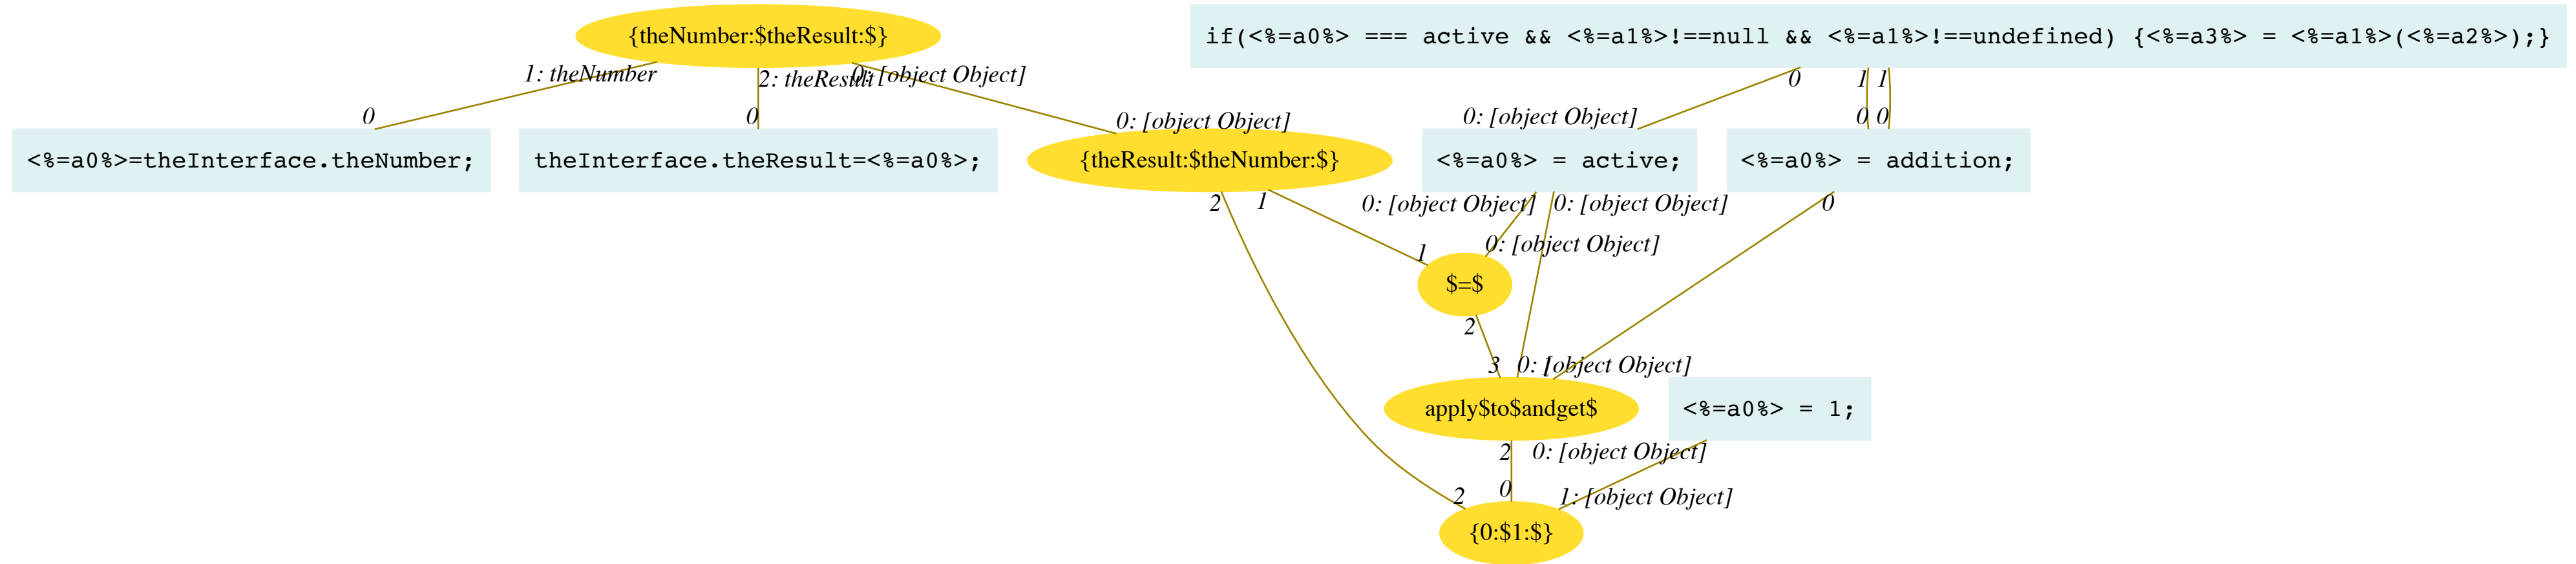 {theNumber:$theResult:$}
if(<%=a0%> === active && <%=a1%>!==null && <%=a1%>!==undefined) {<%=a3%> = <%=a1%>(<%=a2%>);}
1: theNumber
2: theResult
0: [object Object]
0
1
1
0
0
0: [object Object]
0: [object Object]
0
0
<%=a0%>=theInterface.theNumber;
theInterface.theResult=<%=a0%>;
{theResult:$theNumber:$}
<%=a0%> = active;
<%=a0%> = addition;
2
1
0: [object Object]
0: [object Object]
0
1
0: [object Object]
$=$
2
3
0: [object Object]
1
apply$to$andget$
<%=a0%> = 1;
2
0: [object Object]
2
0
1: [object Object]
{0:$1:$}